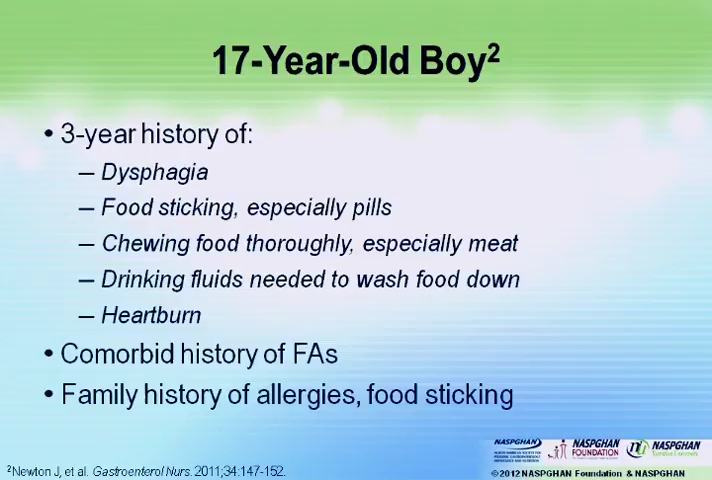 17-Year-Old Boy²
• 3-year history of:
– Dysphagia
– Food sticking, especially pills
– Chewing food thoroughly, especially meat
– Drinking fluids needed to wash food down
– Heartburn
• Comorbid history of FAs
• Family history of allergies, food sticking
NASPGHAN
NASPGHAN
FOUNDATION
NASPGHAN
²Newton J, et al. Gastroenterol Nurs. 2011;34:147-152.
©2012 NASPGHAN Foundation & NASPGHAN